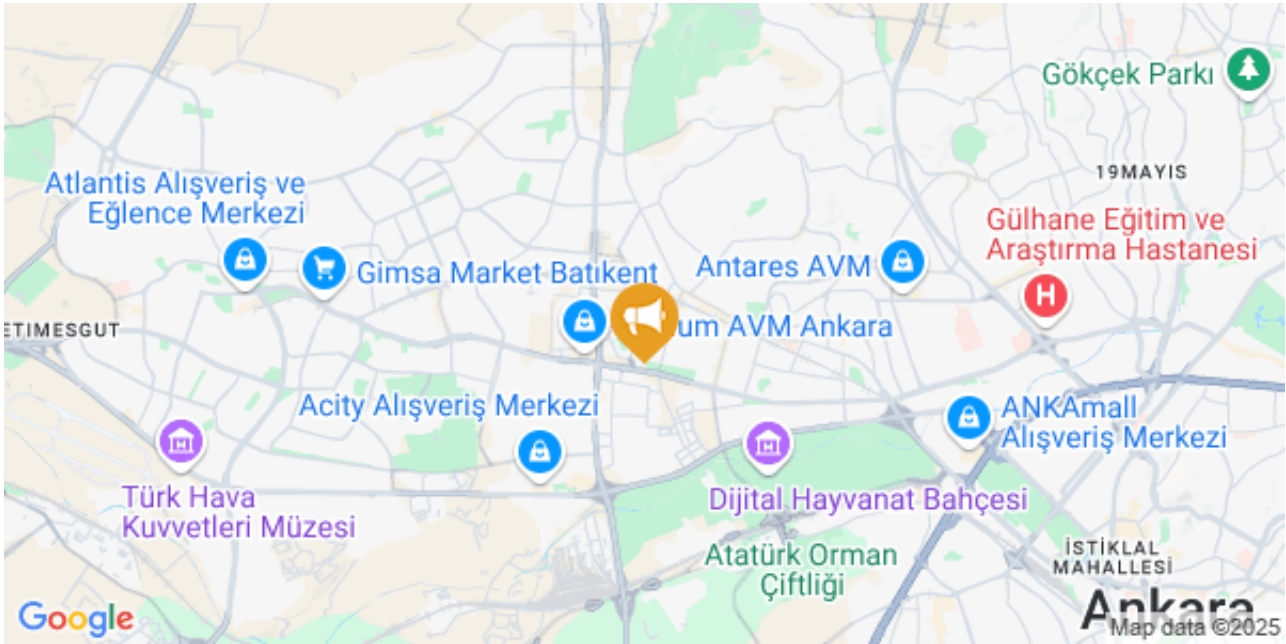 Gökçek Parkı
19MAYIS
Atlantis Alışveriş ve
Eğlence Merkezi
Gülhane Eğitim ve
Araştırma Hastanesi
Gimsa Market Batıkent
Antares AVM
H
ETIMESGUT
um AVM Ankara
Acity Alışveriş Merkezi
ANKAmall
Alışveriş Merkezi
Türk Hava
Kuvvetleri Müzesi
Dijital Hayvanat Bahçesi
Atatürk Orman
Çiftliği
İSTİKLAL
MAHALLESİ
Ankara
Google
Map data ©2025